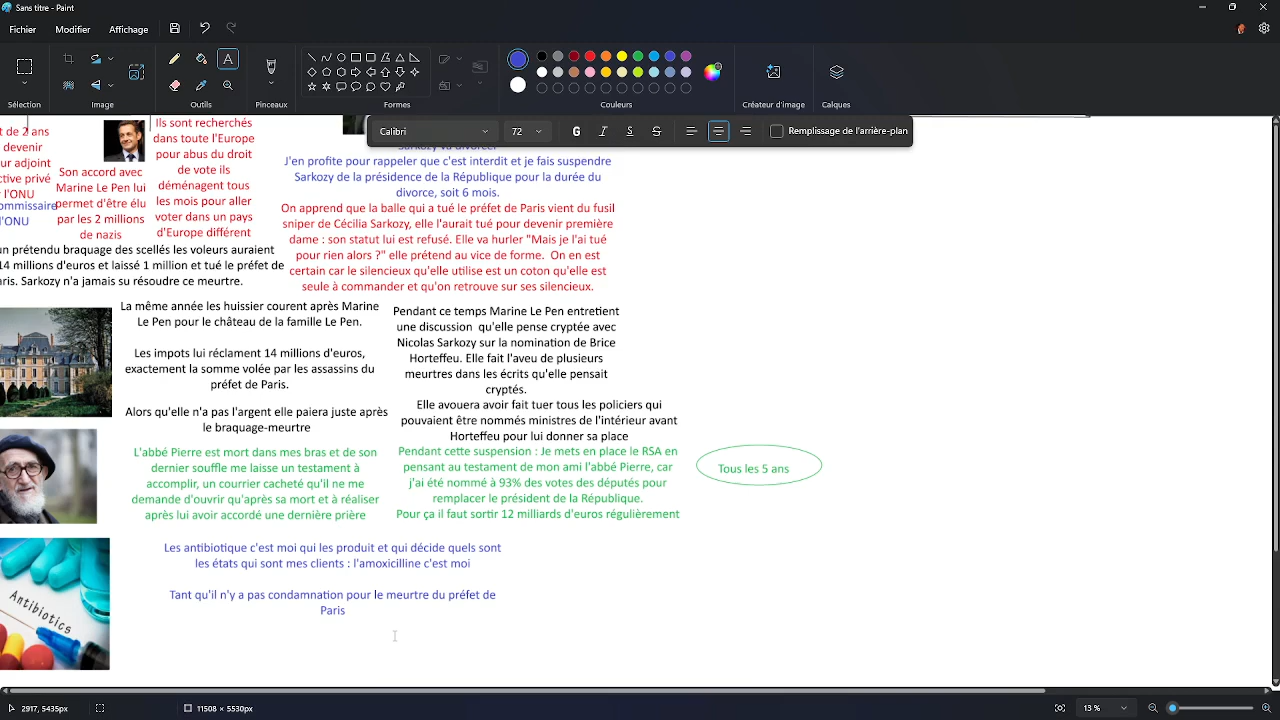 Sans titre - Paint
Fichier
Modifier
Affichage
Sélection
Image
Outils
Pinceaux
Formes
Couleurs
Créateur d'image
Calques
Calibri
72
G
I
S
S
Remplissage de l'arrière-plan
t de 2 ans
devenir
ur adjoint
ctive privé
l'ONU
ommissaire
l'ONU
Son accord avec
Marine Le Pen lui
permet d'être élu
par les 2 millions
de nazis
Ils sont recherchés
dans toute l'Europe
pour abus du droit
de vote ils
déménagent tous
les mois pour aller
voter dans un pays
d'Europe différent
Sarkozy va divorcer
J'en profite pour rappeler que c'est interdit et je fais suspendre
Sarkozy de la présidence de la République pour la durée du
divorce, soit 6 mois.
On apprend que la balle qui a tué le préfet de Paris vient du fusil
sniper de Cécilia Sarkozy, elle l'aurait tué pour devenir première
dame : son statut lui est refusé. Elle va hurler "Mais je l'ai tué
pour rien alors ?" elle prétend au vice de forme.  On en est
certain car le silencieux qu'elle utilise est un coton qu'elle est
seule à commander et qu'on retrouve sur ses silencieux.
un prétendu braquage des scellés les voleurs auraient
14 millions d'euros et laissé 1 million et tué le préfet de
aris. Sarkozy n'a jamais su résoudre ce meurtre.
La même année les huissier courent après Marine
Le Pen pour le château de la famille Le Pen.
Les impots lui réclament 14 millions d'euros,
exactement la somme volée par les assassins du
préfet de Paris.
Alors qu'elle n'a pas l'argent elle paiera juste après
le braquage-meurtre
Pendant ce temps Marine Le Pen entretient
une discussion  qu'elle pense cryptée avec
Nicolas Sarkozy sur la nomination de Brice
Horteffeu. Elle fait l'aveu de plusieurs
meurtres dans les écrits qu'elle pensait
cryptés.
Elle avouera avoir fait tuer tous les policiers qui
pouvaient être nommés ministres de l'intérieur avant
Horteffeu pour lui donner sa place
L'abbé Pierre est mort dans mes bras et de son
dernier souffle me laisse un testament à
accomplir, un courrier cacheté qu'il ne me
demande d'ouvrir qu'après sa mort et à réaliser
après lui avoir accordé une dernière prière
Pendant cette suspension : Je mets en place le RSA en
pensant au testament de mon ami l'abbé Pierre, car
j'ai été nommé à 93% des votes des députés pour
remplacer le président de la République.
Pour ça il faut sortir 12 milliards d'euros régulièrement
Tous les 5 ans
Antibiotics
Les antibiotique c'est moi qui les produit et qui décide quels sont
les états qui sont mes clients : l'amoxicilline c'est moi
Tant qu'il n'y a pas condamnation pour le meurtre du préfet de
Paris
2917, 5435px
11508 × 5530px
13 %